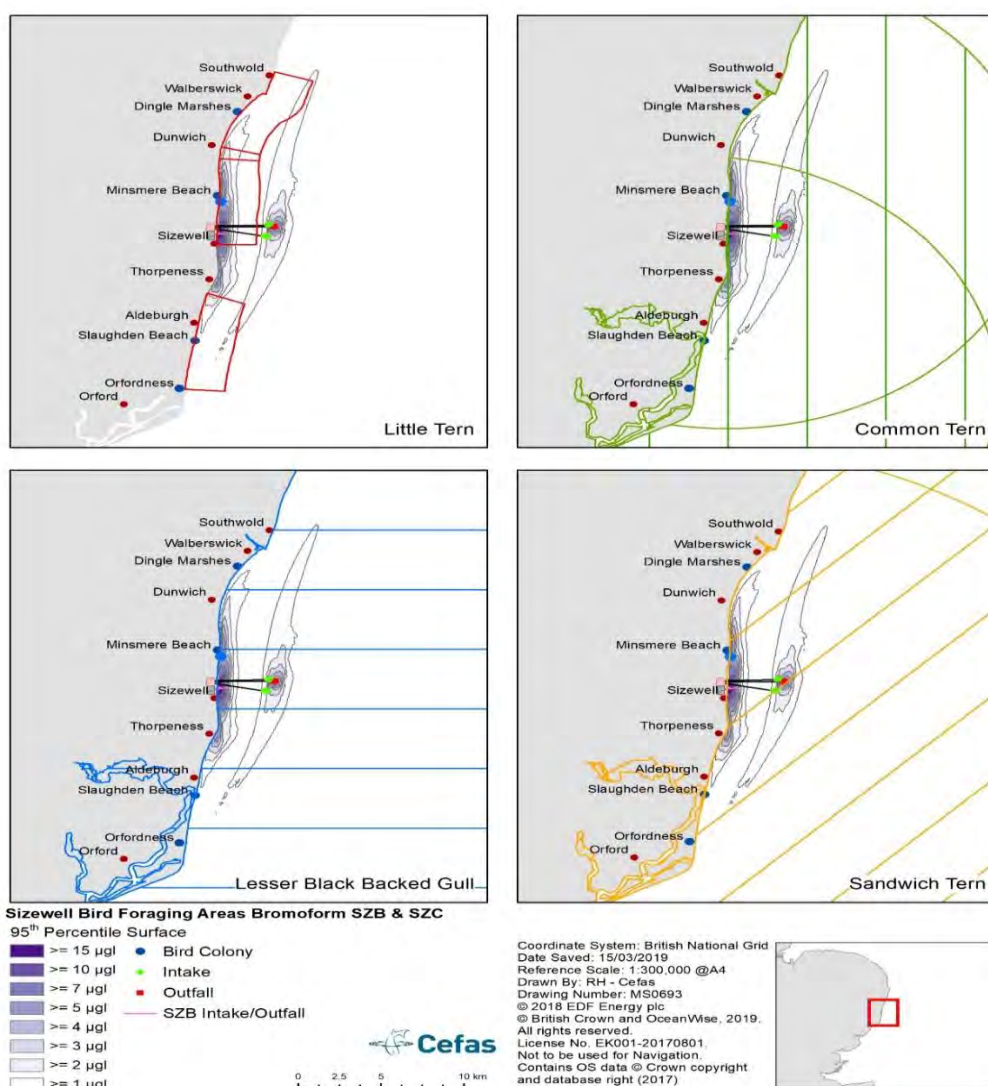 Southwold
Walberswick
Dingle Marshes
Dunwich
Minsmere Beach
Sizewell
Thorpeness
Aldeburgh
Slaughden Beach
Orfordness
Orford
Little Tern
Southwold
Walberswick
Dingle Marshes
Dunwich
Minsmere Beach
Sizewell
Thorpeness
Aldeburgh
Slaughden Beach
Orfordness
Orford
Common Tern
Southwold
Walberswick
Dingle Marshes
Dunwich
Minsmere Beach
Sizewell
Thorpeness
Aldeburgh
Slaughden Beach
Orfordness
Orford
Lesser Black Backed Gull
Southwold
Walberswick
Dingle Marshes
Dunwich
Minsmere Beach
Sizewell
Thorpeness
Aldeburgh
Slaughden Beach
Orfordness
Orford
Sandwich Tern
Sizewell Bird Foraging Areas Bromoform SZB & SZC
95th Percentile Surface
>= 15 µgl
>= 10 µgl
>= 7 µgl
>= 5 µgl
>= 4 µgl
>= 3 µgl
>= 2 µgl
>= 1 µgl
Bird Colony
Intake
Outfall
SZB Intake/Outfall
Cefas
0 2.5 5 10 km
Coordinate System: British National Grid
Date Saved: 15/03/2019
Reference Scale: 1:300,000 @A4
Drawn By: RH - Cefas
Drawing Number: MS0693
© 2018 EDF Energy plc
© British Crown and OceanWise, 2019.
All rights reserved.
License No. EK001-20170801.
Not to be used for Navigation.
Contains OS data © Crown copyright
and database right (2017)